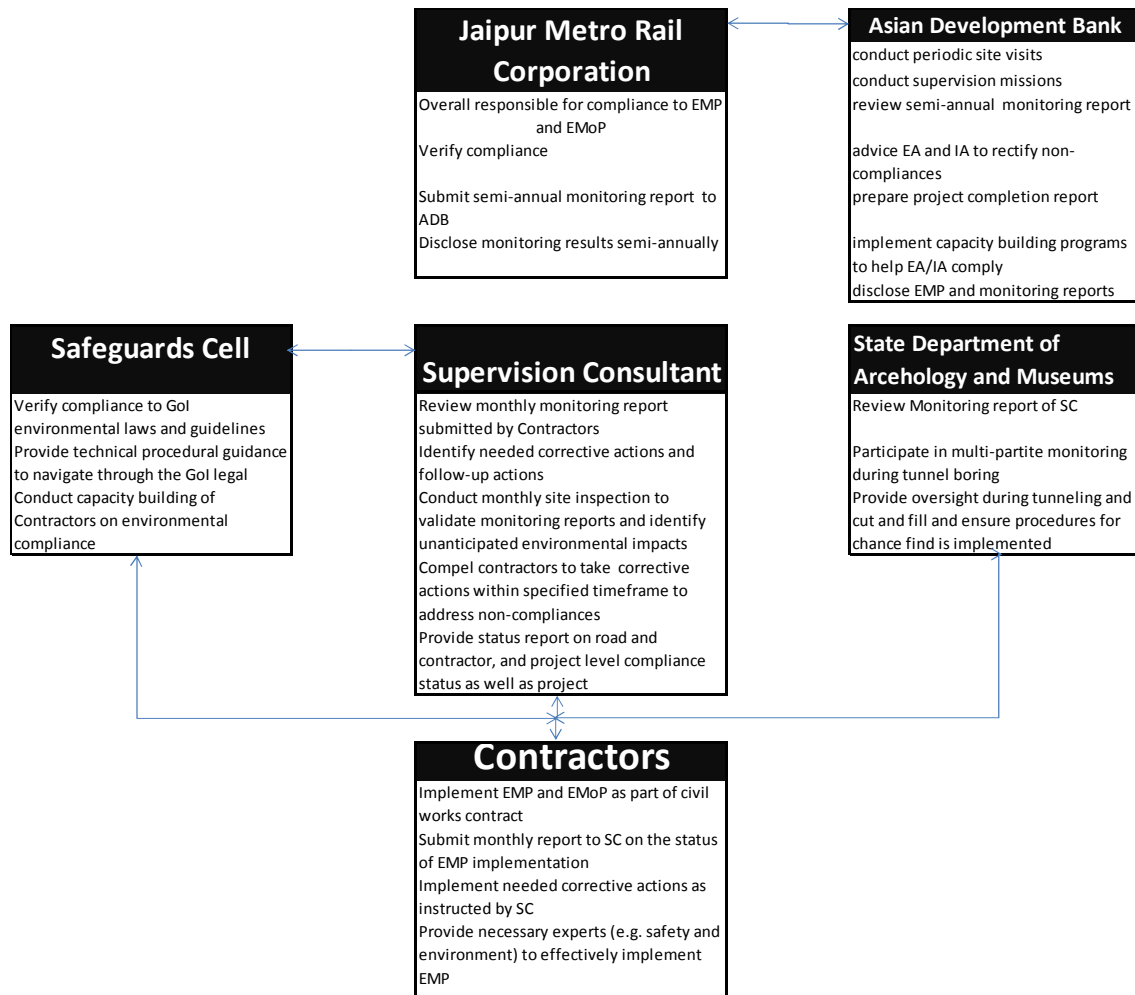 Jaipur Metro Rail
Corporation
Overall responsible for compliance to EMP
and EMoP
Verify compliance
Submit semi-annual monitoring report to
ADB
Disclose monitoring results semi-annually
Asian Development Bank
conduct periodic site visits
conduct supervision missions
review semi-annual monitoring report
advice EA and IA to rectify non-
compliances
prepare project completion report
implement capacity building programs
to help EA/IA comply
disclose EMP and monitoring reports
Safeguards Cell
Verify compliance to GoI
environmental laws and guidelines
Provide technical procedural guidance
to navigate through the GoI legal
Conduct capacity building of
Contractors on environmental
compliance
Supervision Consultant
Review monthly monitoring report
submitted by Contractors
Identify needed corrective actions and
follow-up actions
Conduct monthly site inspection to
validate monitoring reports and identify
unanticipated environmental impacts
Compel contractors to take corrective
actions within specified timeframe to
address non-compliances
Provide status report on road and
contractor, and project level compliance
status as well as project
State Department of
Arcehology and Museums
Review Monitoring report of SC
Participate in multi-partite monitoring
during tunnel boring
Provide oversight during tunneling and
cut and fill and ensure procedures for
chance find is implemented
Contractors
Implement EMP and EMoP as part of civil
works contract
Submit monthly report to SC on the status
of EMP implementation
Implement needed corrective actions as
instructed by SC
Provide necessary experts (e.g. safety and
environment) to effectively implement
EMP